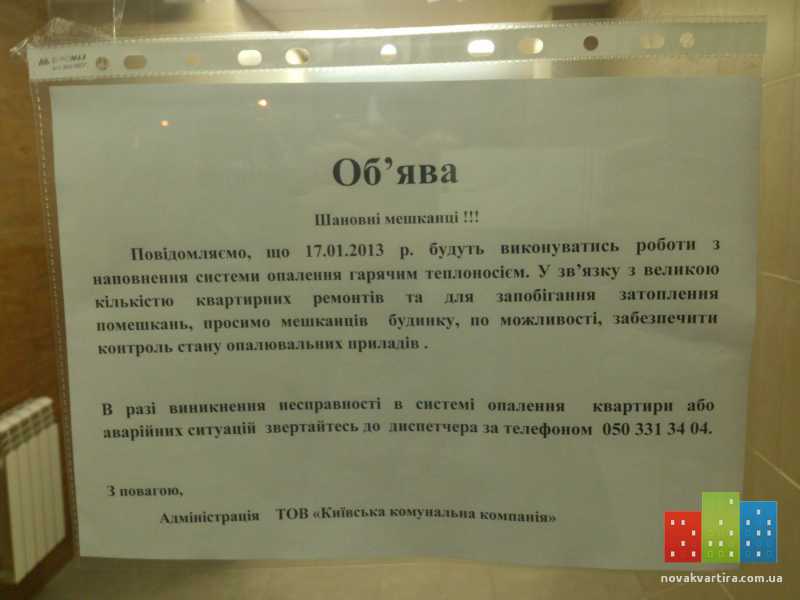 Об’ява
Шановні мешканці !!!
Повідомляємо, що 17.01.2013 р. будуть виконуватись роботи з
наповнення системи опалення гарячим теплоносієм. У зв’язку з великою
кількістю квартирних ремонтів та для запобігання затоплення
помешкань, просимо мешканців будинку, по можливості, забезпечити
контроль стану опалювальних приладів .
В разі виникнення несправності в системі опалення квартири або
аварійних ситуацій звертайтесь до диспетчера за телефоном 050 331 34 04.
З повагою,
Адміністрація ТОВ «Київська комунальна компанія»
novakvartira.com.ua